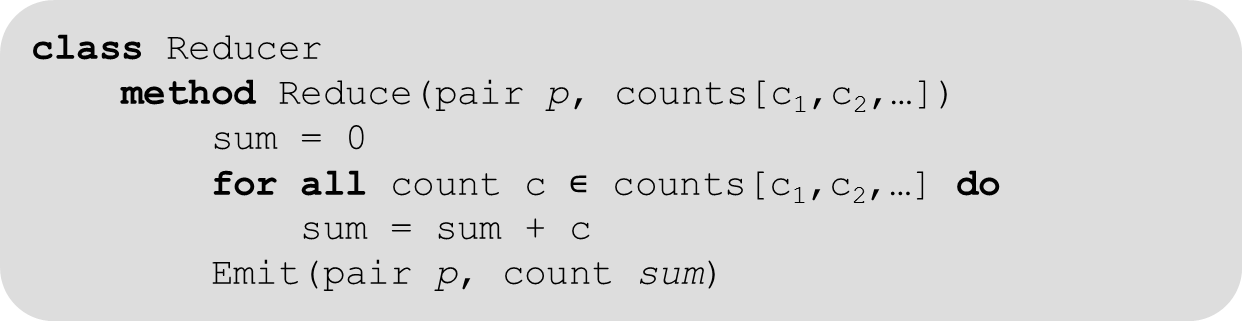 class Reducer
method Reduce(pair p, counts[c₁,c₂,…])
sum = 0
for all count c ∈ counts[c₁,c₂,…] do
sum = sum + c
Emit(pair p, count sum)